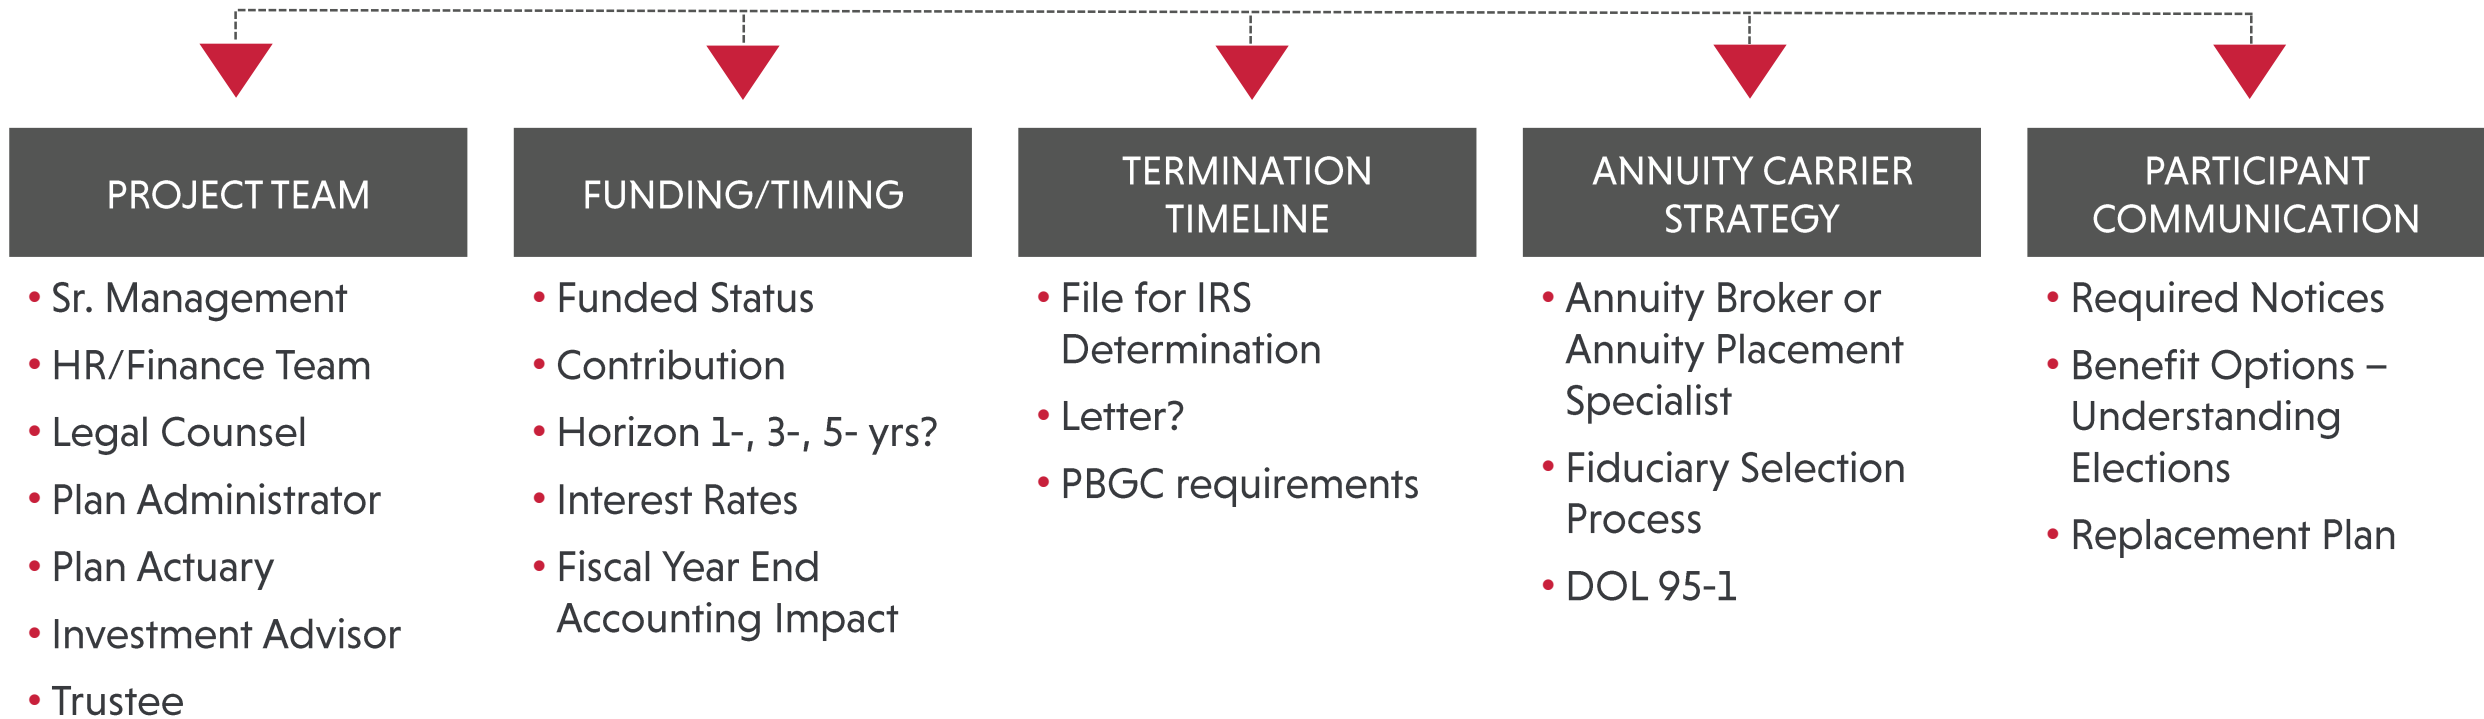 PROJECT TEAM
• Sr. Management
• HR/Finance Team
• Legal Counsel
• Plan Administrator
• Plan Actuary
• Investment Advisor
• Trustee
FUNDING/TIMING
• Funded Status
• Contribution
• Horizon 1-, 3-, 5- yrs?
• Interest Rates
• Fiscal Year End
Accounting Impact
TERMINATION
TIMELINE
• File for IRS
Determination
• Letter?
• PBGC requirements
ANNUITY CARRIER
STRATEGY
• Annuity Broker or
Annuity Placement
Specialist
• Fiduciary Selection
Process
• DOL 95-1
PARTICIPANT
COMMUNICATION
• Required Notices
• Benefit Options –
Understanding
Elections
• Replacement Plan